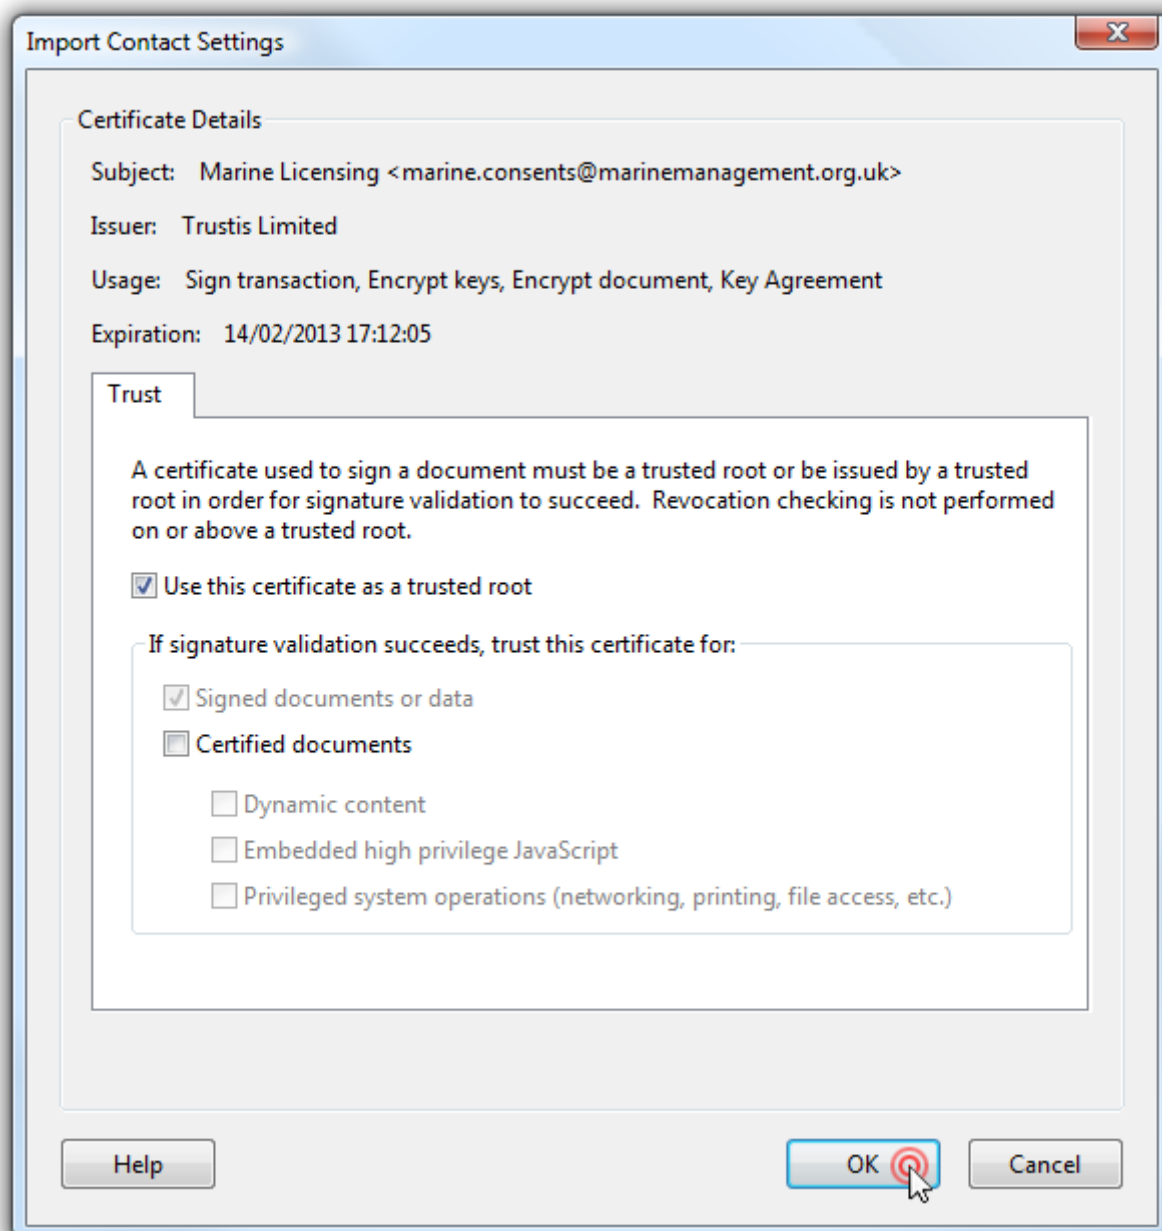 Import Contact Settings
Certificate Details
Subject: Marine Licensing <marine.consents@marinemanagement.org.uk>
Issuer: Trustis Limited
Usage: Sign transaction, Encrypt keys, Encrypt document, Key Agreement
Expiration: 14/02/2013 17:12:05
Trust
A certificate used to sign a document must be a trusted root or be issued by a trusted
root in order for signature validation to succeed. Revocation checking is not performed
on or above a trusted root.
Use this certificate as a trusted root
If signature validation succeeds, trust this certificate for:
Signed documents or data
Certified documents
Dynamic content
Embedded high privilege JavaScript
Privileged system operations (networking, printing, file access, etc.)
Help OK Cancel